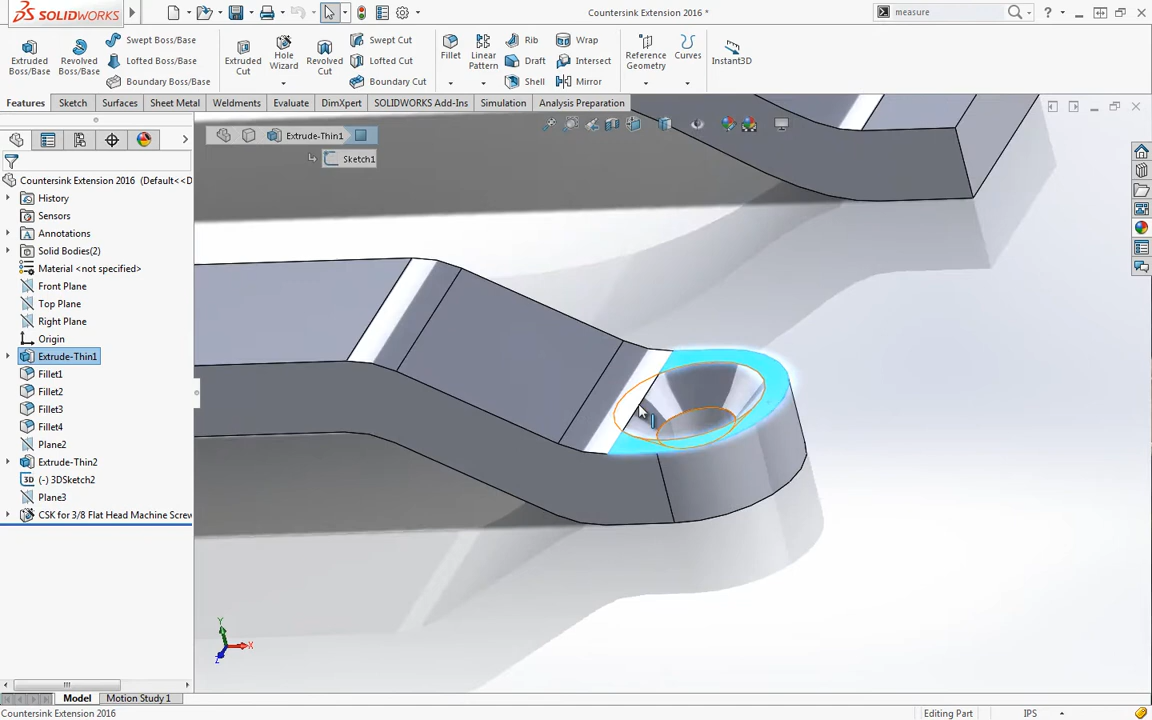 SOLIDWORKS
Countersink Extension 2016 *
measure
Extruded Boss/Base
Revolved Boss/Base
Swept Boss/Base
Lofted Boss/Base
Boundary Boss/Base
Extruded Cut
Hole Wizard
Revolved Cut
Swept Cut
Lofted Cut
Boundary Cut
Fillet
Linear Pattern
Rib
Draft
Shell
Wrap
Intersect
Mirror
Reference Geometry
Curves
Instant3D
Features
Sketch
Surfaces
Sheet Metal
Weldments
Evaluate
DimXpert
SOLIDWORKS Add-Ins
Simulation
Analysis Preparation
Extrude-Thin1
Sketch1
Countersink Extension 2016 (Default<<D
History
Sensors
Annotations
Solid Bodies(2)
Material <not specified>
Front Plane
Top Plane
Right Plane
Origin
Extrude-Thin1
Fillet1
Fillet2
Fillet3
Fillet4
Plane2
Extrude-Thin2
3D (-) 3DSketch2
Plane3
CSK for 3/8 Flat Head Machine Screw
Y
X
Z
Model
Motion Study 1
Countersink Extension 2016
Editing Part
IPS